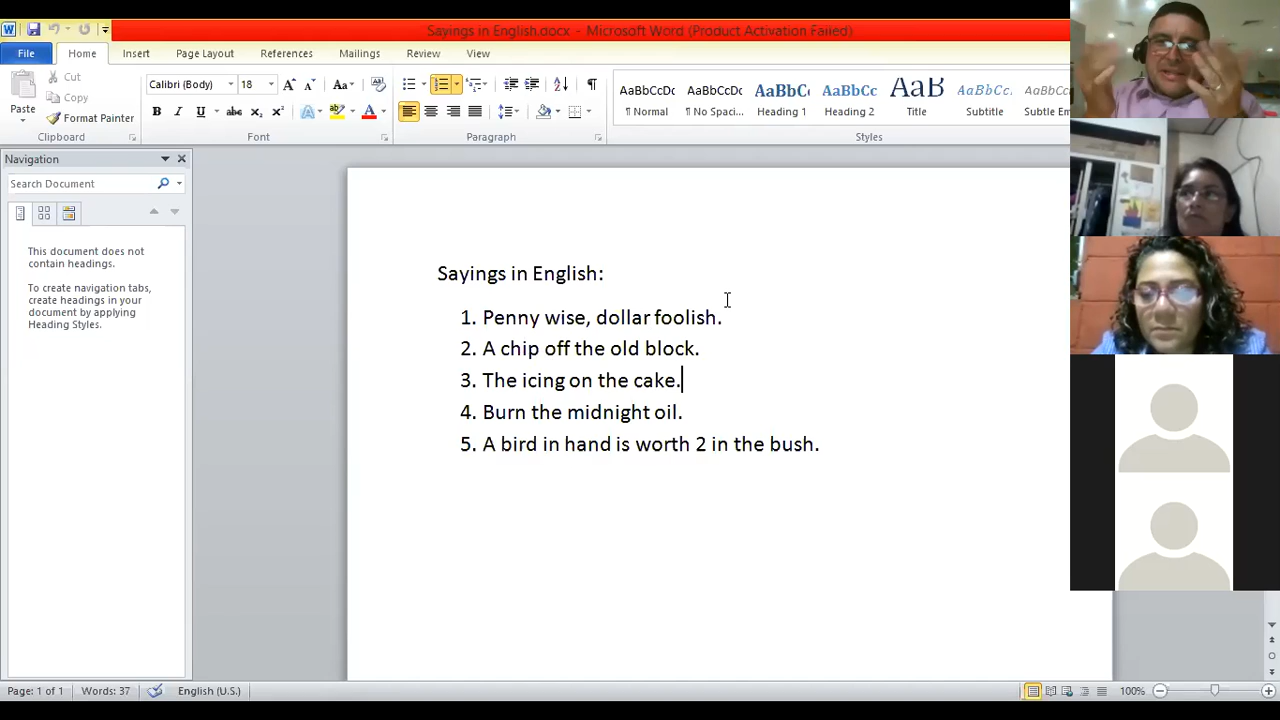 Sayings in English.docx - Microsoft Word (Product Activation Failed)
File Home Insert Page Layout References Mailings Review View
Cut
Copy
Format Painter
Paste
Clipboard
Calibri (Body) 18
Font
Paragraph
AaBbCcDc AaBbCcDc AaBbC AaBbCc AaB AaBbCc. AaBbCcD
¶ Normal ¶ No Spaci... Heading 1 Heading 2 Title Subtitle Subtle Em
Styles
Navigation
Search Document
This document does not
contain headings.
To create navigation tabs,
create headings in your
document by applying
Heading Styles.
Sayings in English:
1. Penny wise, dollar foolish.
2. A chip off the old block.
3. The icing on the cake.
4. Burn the midnight oil.
5. A bird in hand is worth 2 in the bush.
Page: 1 of 1 Words: 37 English (U.S.) 100%